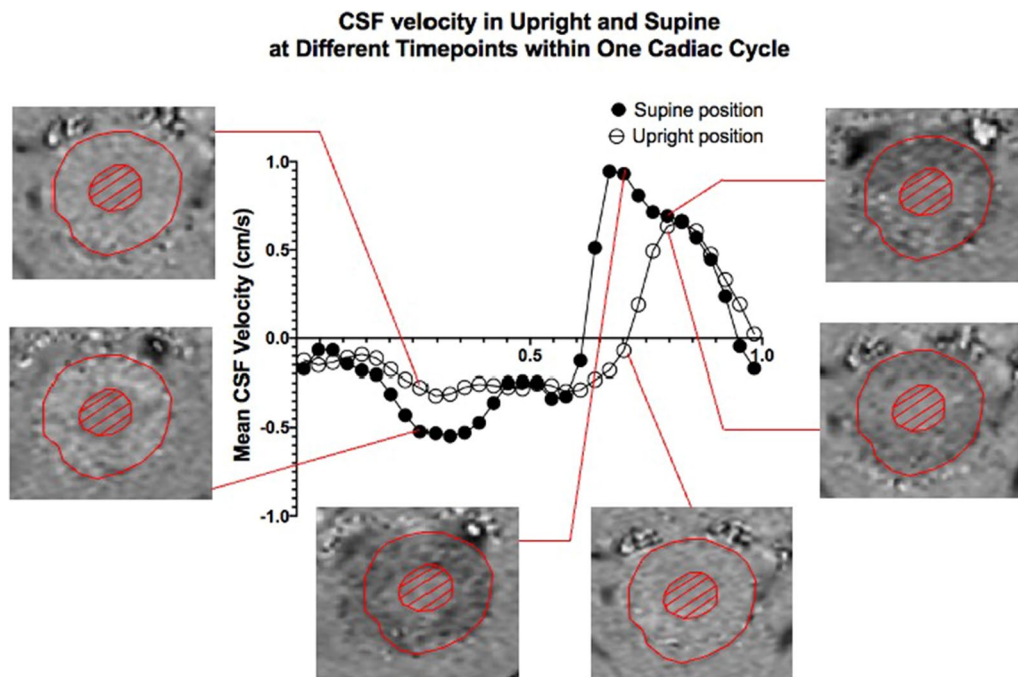 CSF velocity in Upright and Supine
at Different Timepoints within One Cadiac Cycle
Supine position
Upright position
Mean CSF Velocity (cm/s)
1.0
0.5
0.0
-0.5
-1.0
0.5
1.0